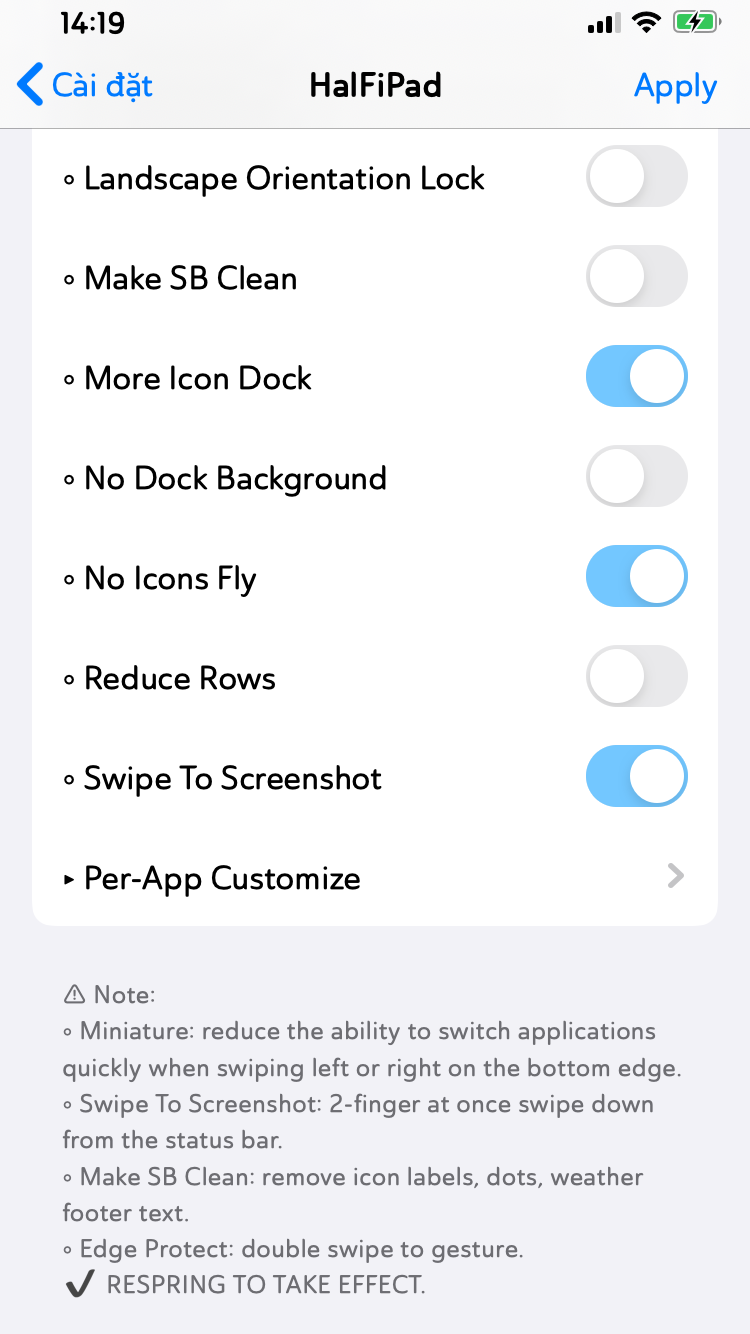 14:19
Cài đặt HalFiPad Apply
◦ Landscape Orientation Lock
◦ Make SB Clean
◦ More Icon Dock
◦ No Dock Background
◦ No Icons Fly
◦ Reduce Rows
◦ Swipe To Screenshot
▸ Per-App Customize
⚠ Note:
◦ Miniature: reduce the ability to switch applications
quickly when swiping left or right on the bottom edge.
◦ Swipe To Screenshot: 2-finger at once swipe down
from the status bar.
◦ Make SB Clean: remove icon labels, dots, weather
footer text.
◦ Edge Protect: double swipe to gesture.
✔ RESPRING TO TAKE EFFECT.